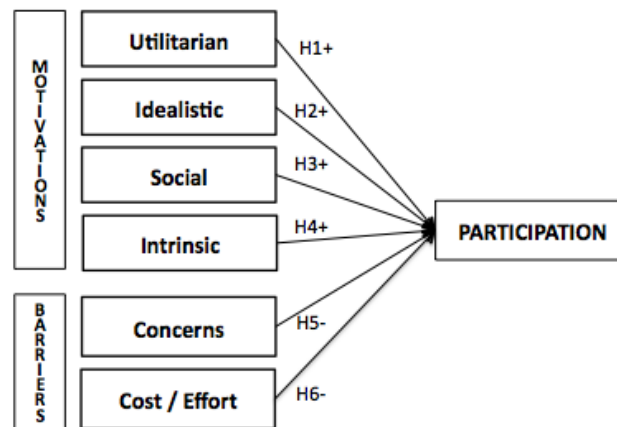 MOTIVATIONS
Utilitarian
H1+
Idealistic
H2+
Social
H3+
Intrinsic
H4+
PARTICIPATION
BARRIERS
Concerns
H5-
Cost / Effort
H6-